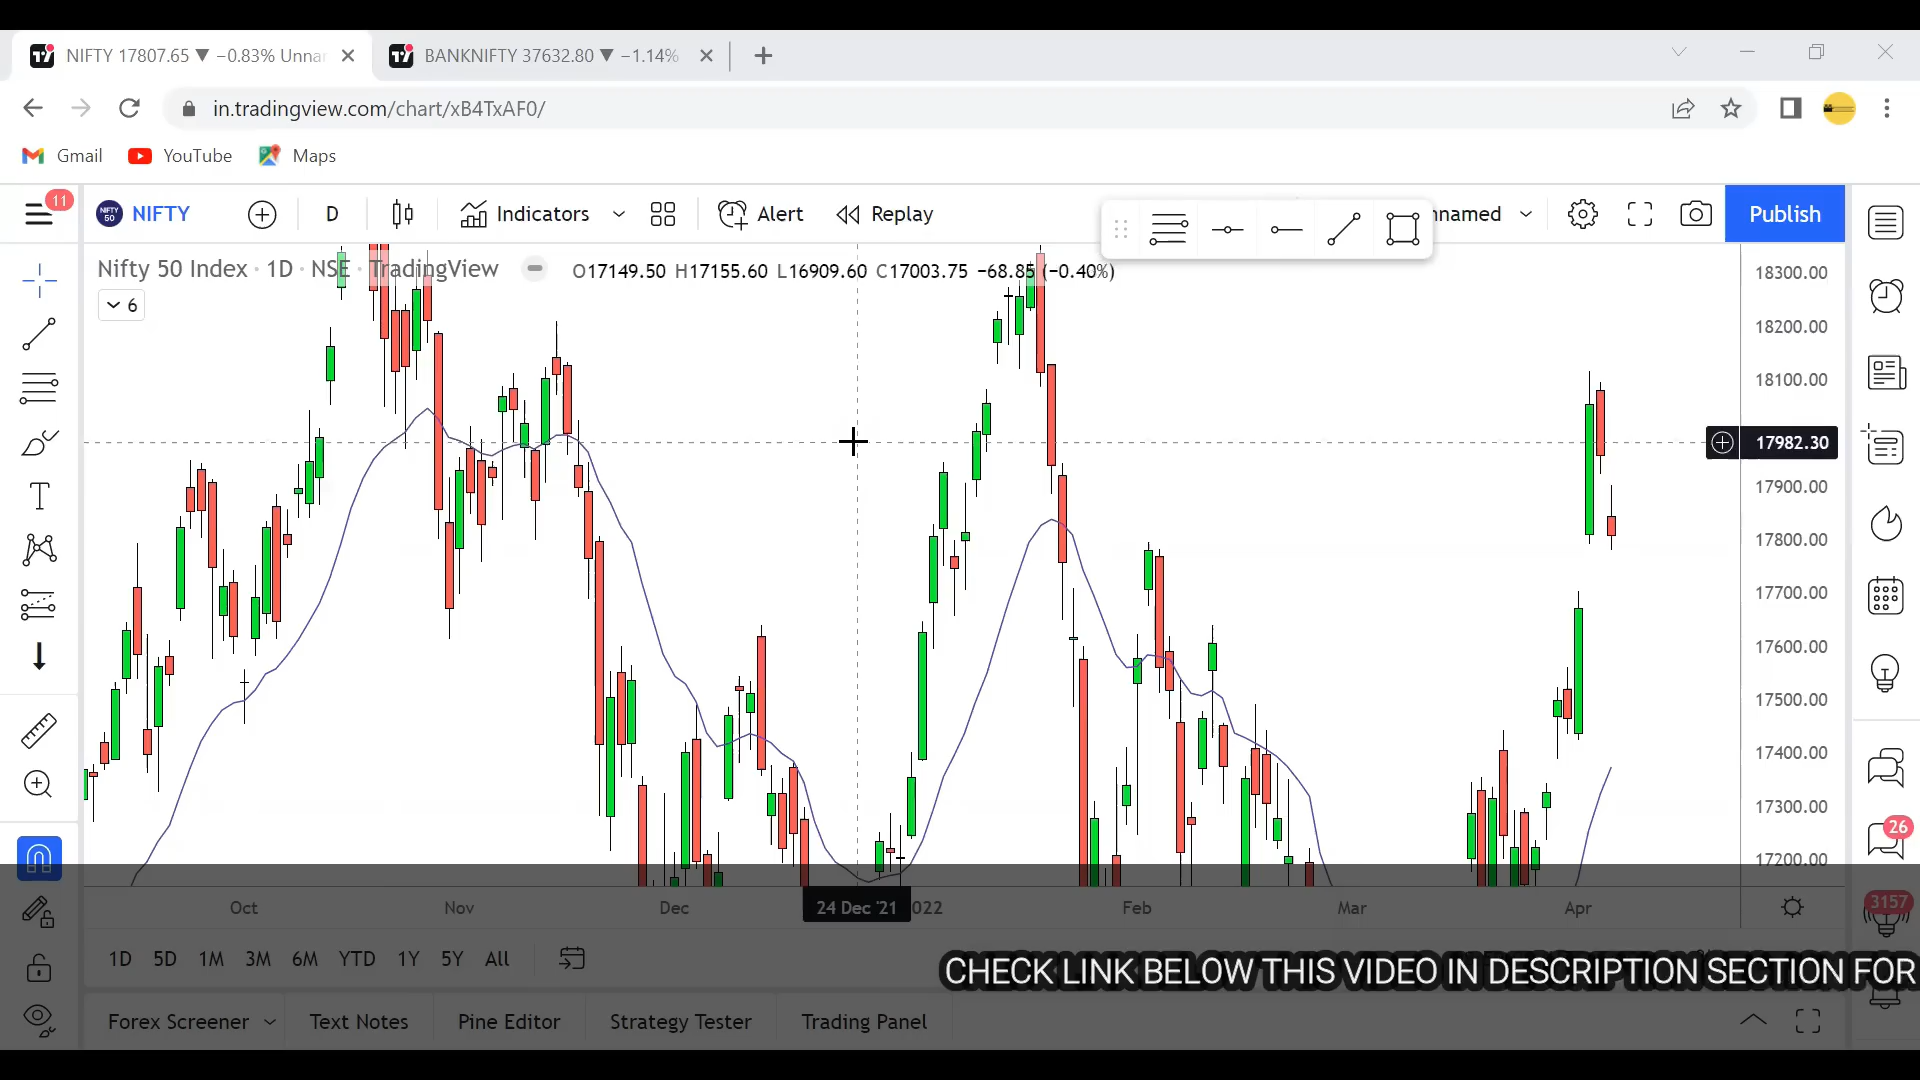 NIFTY 17807.65 ▼ −0.83% Unnar
BANKNIFTY 37632.80 ▼ −1.14%
in.tradingview.com/chart/xB4TxAF0/
Gmail
YouTube
Maps
11
NIFTY 50
NIFTY
D
Indicators
Alert
Replay
nnamed
Publish
Nifty 50 Index · 1D · NSE · TradingView
O17149.50 H17155.60 L16909.60 C17003.75 −68.85 (−0.40%)
6
18300.00
18200.00
18100.00
17982.30
17900.00
17800.00
17700.00
17600.00
17500.00
17400.00
17300.00
17200.00
26
3157
Oct
Nov
Dec
24 Dec '21
022
Feb
Mar
Apr
1D 5D 1M 3M 6M YTD 1Y 5Y All
CHECK LINK BELOW THIS VIDEO IN DESCRIPTION SECTION FOR
Forex Screener
Text Notes
Pine Editor
Strategy Tester
Trading Panel